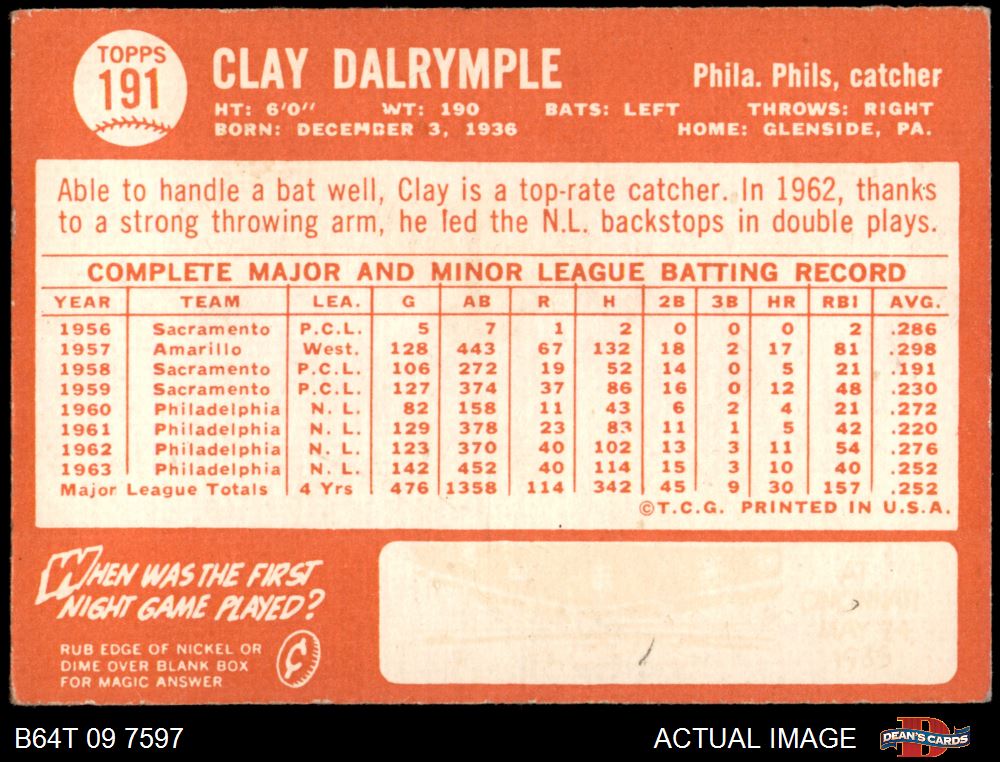 TOPPS
191
CLAY DALRYMPLE
Phila. Phils, catcher
HT: 6'0" WT: 190 BATS: LEFT THROWS: RIGHT
BORN: DECEMBER 3, 1936 HOME: GLENSIDE, PA.
Able to handle a bat well, Clay is a top-rate catcher. In 1962, thanks
to a strong throwing arm, he led the N.L. backstops in double plays.
COMPLETE MAJOR AND MINOR LEAGUE BATTING RECORD
YEAR TEAM LEA. G AB R H 2B 3B HR RBI AVG.
1956 Sacramento P.C.L. 5 7 1 2 0 0 0 2 .286
1957 Amarillo West. 128 443 67 132 18 2 17 81 .298
1958 Sacramento P.C.L. 106 272 19 52 14 0 5 21 .191
1959 Sacramento P.C.L. 127 374 37 86 16 0 12 48 .230
1960 Philadelphia N. L. 82 158 11 43 6 2 4 21 .272
1961 Philadelphia N. L. 129 378 23 83 11 1 5 42 .220
1962 Philadelphia N. L. 123 370 40 102 13 3 11 54 .276
1963 Philadelphia N. L. 142 452 40 114 15 3 10 40 .252
Major League Totals 4 Yrs 476 1358 114 342 45 9 30 157 .252
©T.C.G. PRINTED IN U.S.A.
WHEN WAS THE FIRST
NIGHT GAME PLAYED?
RUB EDGE OF NICKEL OR
DIME OVER BLANK BOX
FOR MAGIC ANSWER
B64T 09 7597
ACTUAL IMAGE
DEAN'S CARDS